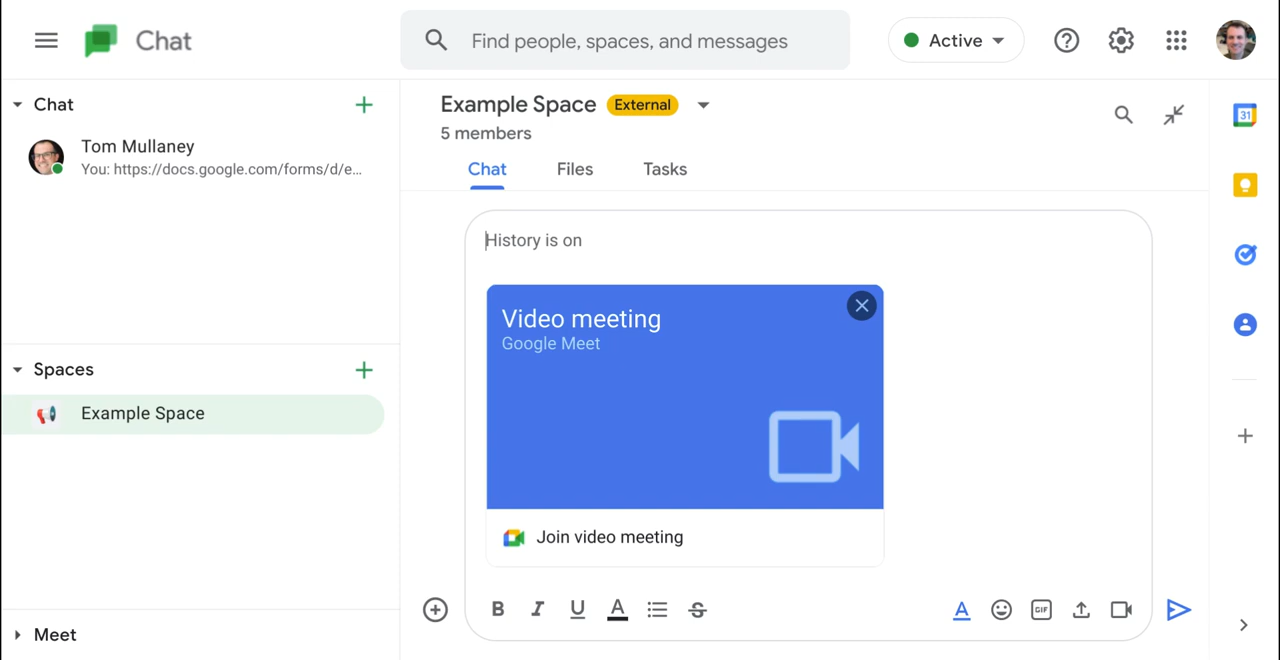 Chat
Find people, spaces, and messages
Active
Chat
Tom Mullaney
You: https://docs.google.com/forms/d/e...
Spaces
Example Space
Meet
Example Space External
5 members
Chat Files Tasks
History is on
Video meeting
Google Meet
Join video meeting
B I U A S A GIF
31